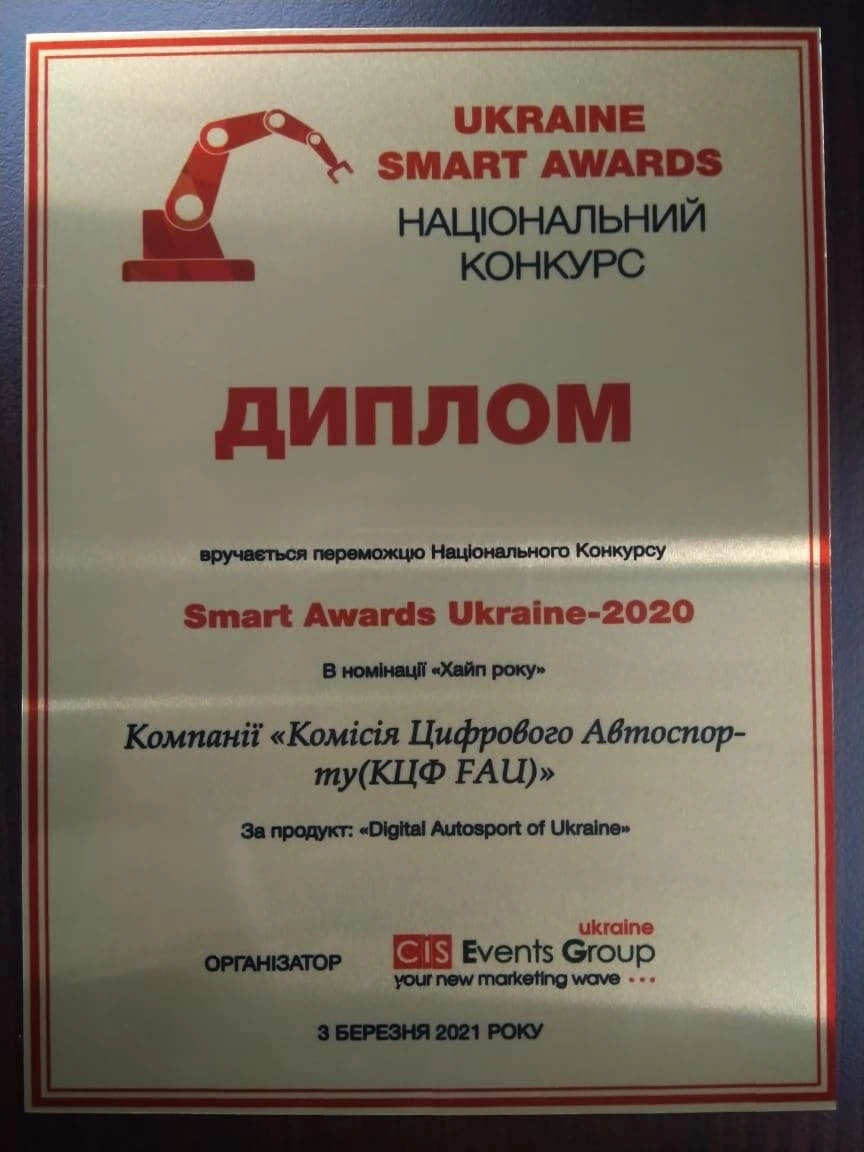 UKRAINE
SMART AWARDS
НАЦІОНАЛЬНИЙ
КОНКУРС
ДИПЛОМ
вручається переможцю Національного Конкурсу
Smart Awards Ukraine-2020
В номінації «Хайп року»
Компанії «Комісія Цифрового Автоспор-
ту(КЦФ FAU)»
За продукт: «Digital Autosport of Ukraine»
ukraine
ОРГАНІЗАТОР CIS Events Group
your new marketing wave ...
3 БЕРЕЗНЯ 2021 РОКУ